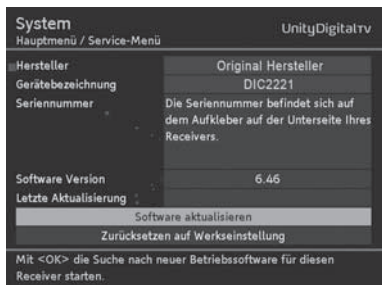 System
UnityDigitalTV
Hauptmenü / Service-Menü
Hersteller
Original Hersteller
Gerätebezeichnung
DIC2221
Seriennummer
Die Seriennummer befindet sich auf
dem Aufkleber auf der Unterseite Ihres
Receivers.
Software Version
6.46
Letzte Aktualisierung
Software aktualisieren
Zurücksetzen auf Werkseinstellung
Mit <OK> die Suche nach neuer Betriebssoftware für diesen
Receiver starten.